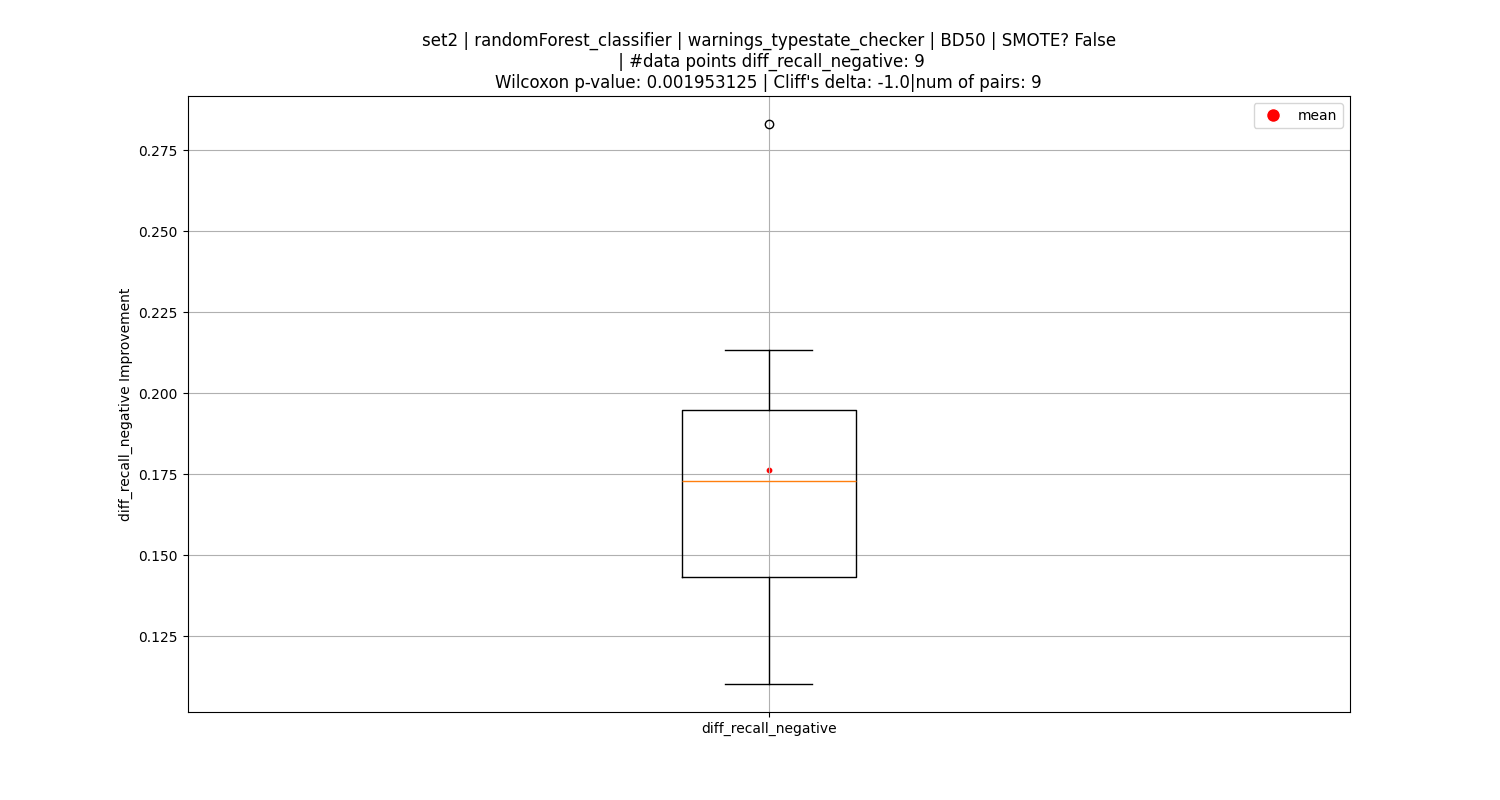 set2 | randomForest_classifier | warnings_typestate_checker | BD50 | SMOTE? False
| #data points diff_recall_negative: 9
Wilcoxon p-value: 0.001953125 | Cliff's delta: -1.0|num of pairs: 9
mean
0.275
0.250
0.225
0.200
0.175
0.150
0.125
diff_recall_negative Improvement
diff_recall_negative